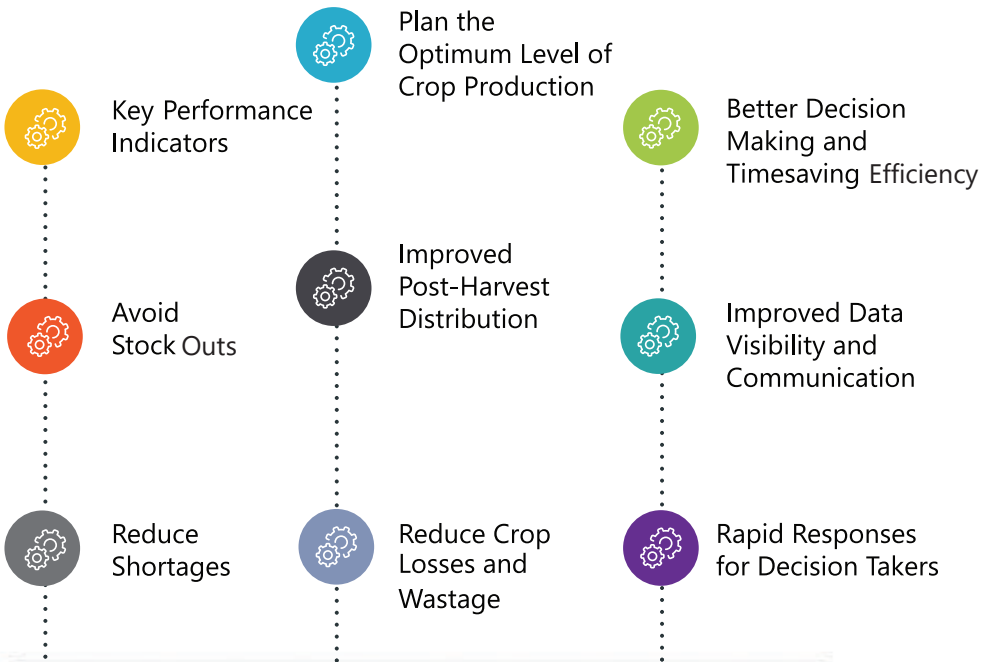 Key Performance
Indicators
Avoid
Stock Outs
Reduce
Shortages
Plan the
Optimum Level of
Crop Production
Improved
Post-Harvest
Distribution
Reduce Crop
Losses and
Wastage
Better Decision
Making and
Timesaving Efficiency
Improved Data
Visibility and
Communication
Rapid Responses
for Decision Takers